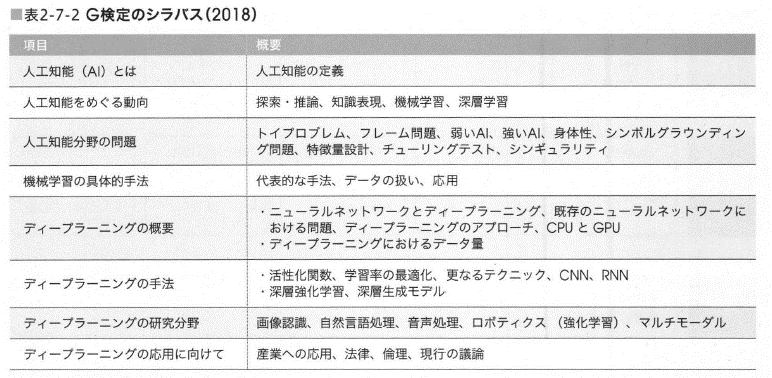 ■表2-7-2 G検定のシラバス(2018)
項目 概要
人工知能（AI）とは 人工知能の定義
人工知能をめぐる動向 探索・推論、知識表現、機械学習、深層学習
人工知能分野の問題 トイプロブレム、フレーム問題、弱いAI、強いAI、身体性、シンボルグラウンディン
グ問題、特徴量設計、チューリングテスト、シンギュラリティ
機械学習の具体的手法 代表的な手法、データの扱い、応用
ディープラーニングの概要 ・ニューラルネットワークとディープラーニング、既存のニューラルネットワークに
おける問題、ディープラーニングのアプローチ、CPU と GPU
・ディープラーニングにおけるデータ量
ディープラーニングの手法 ・活性化関数、学習率の最適化、更なるテクニック、CNN、RNN
・深層強化学習、深層生成モデル
ディープラーニングの研究分野 画像認識、自然言語処理、音声処理、ロボティクス （強化学習）、マルチモーダル
ディープラーニングの応用に向けて 産業への応用、法律、倫理、現行の議論